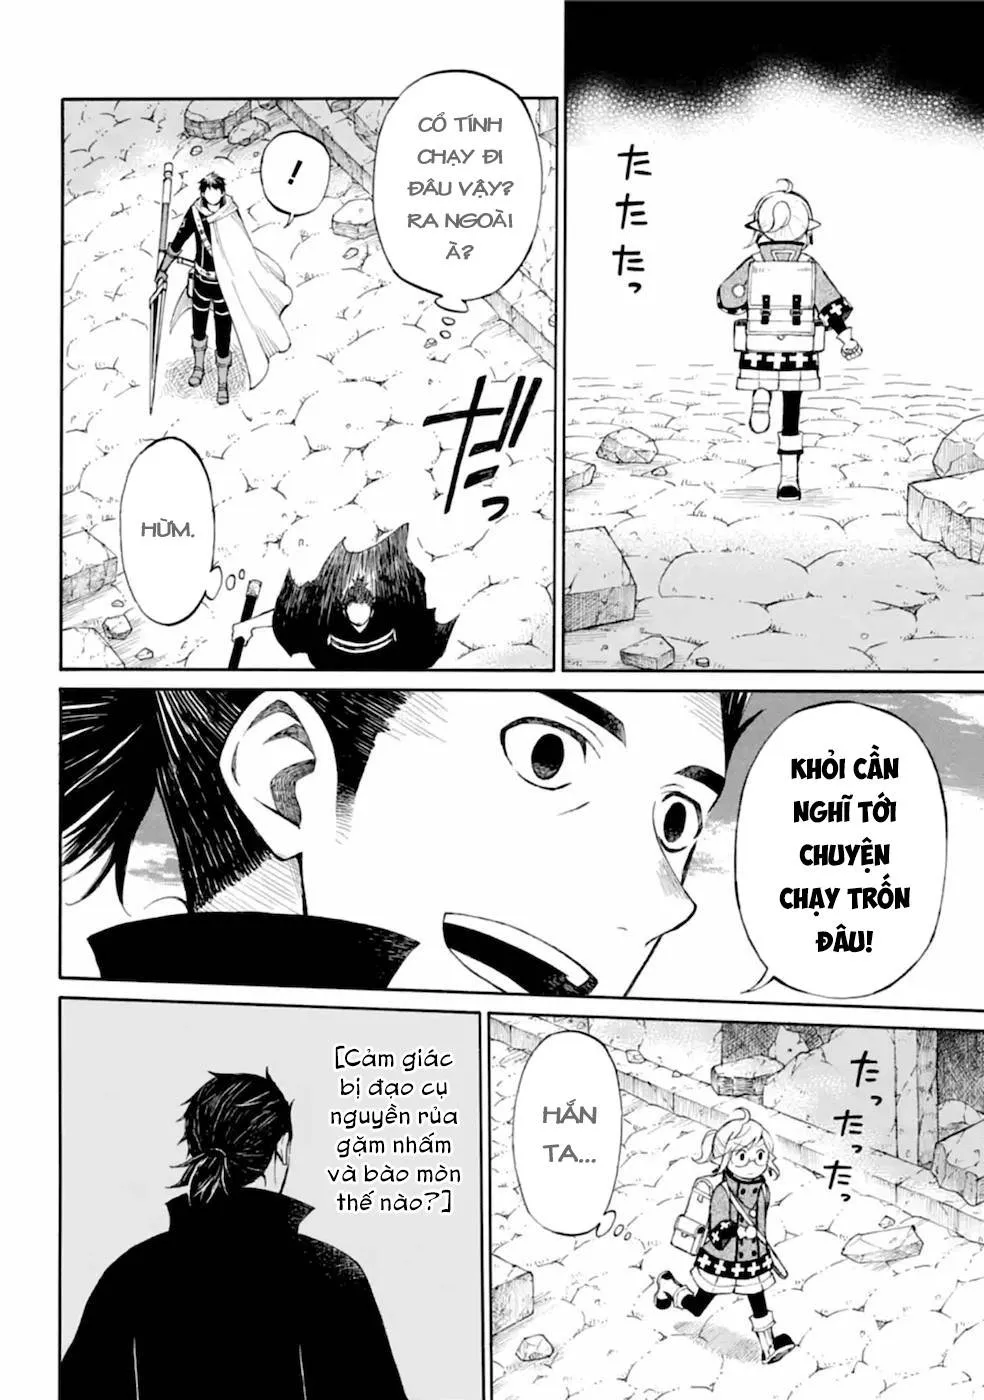 たたたたっ
CỔ TÍNH
CHẠY ĐI
ĐÂU VẬY?
RA NGOÀI
À?
!
ダッ
HỪM.
KHỎI CẦN
NGHĨ TỚI
CHUYỆN
CHẠY TRỐN
ĐÂU!
たったったっ
HẮN
TA...
[Cảm giác
bị đạo cụ
nguyền rủa
gặm nhấm
và bào mòn
thế nào?]